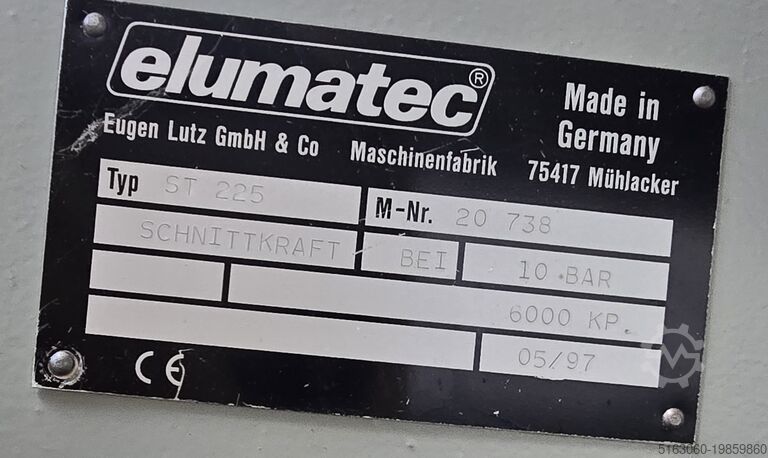 elumatec®
Made in
Germany
75417 Mühlacker
Eugen Lutz GmbH & Co Maschinenfabrik
Typ ST 225
M-Nr. 20 738
SCHNITTKRAFT BEI 10 BAR
6000 KP.
05/97
CE
5163060-19859860